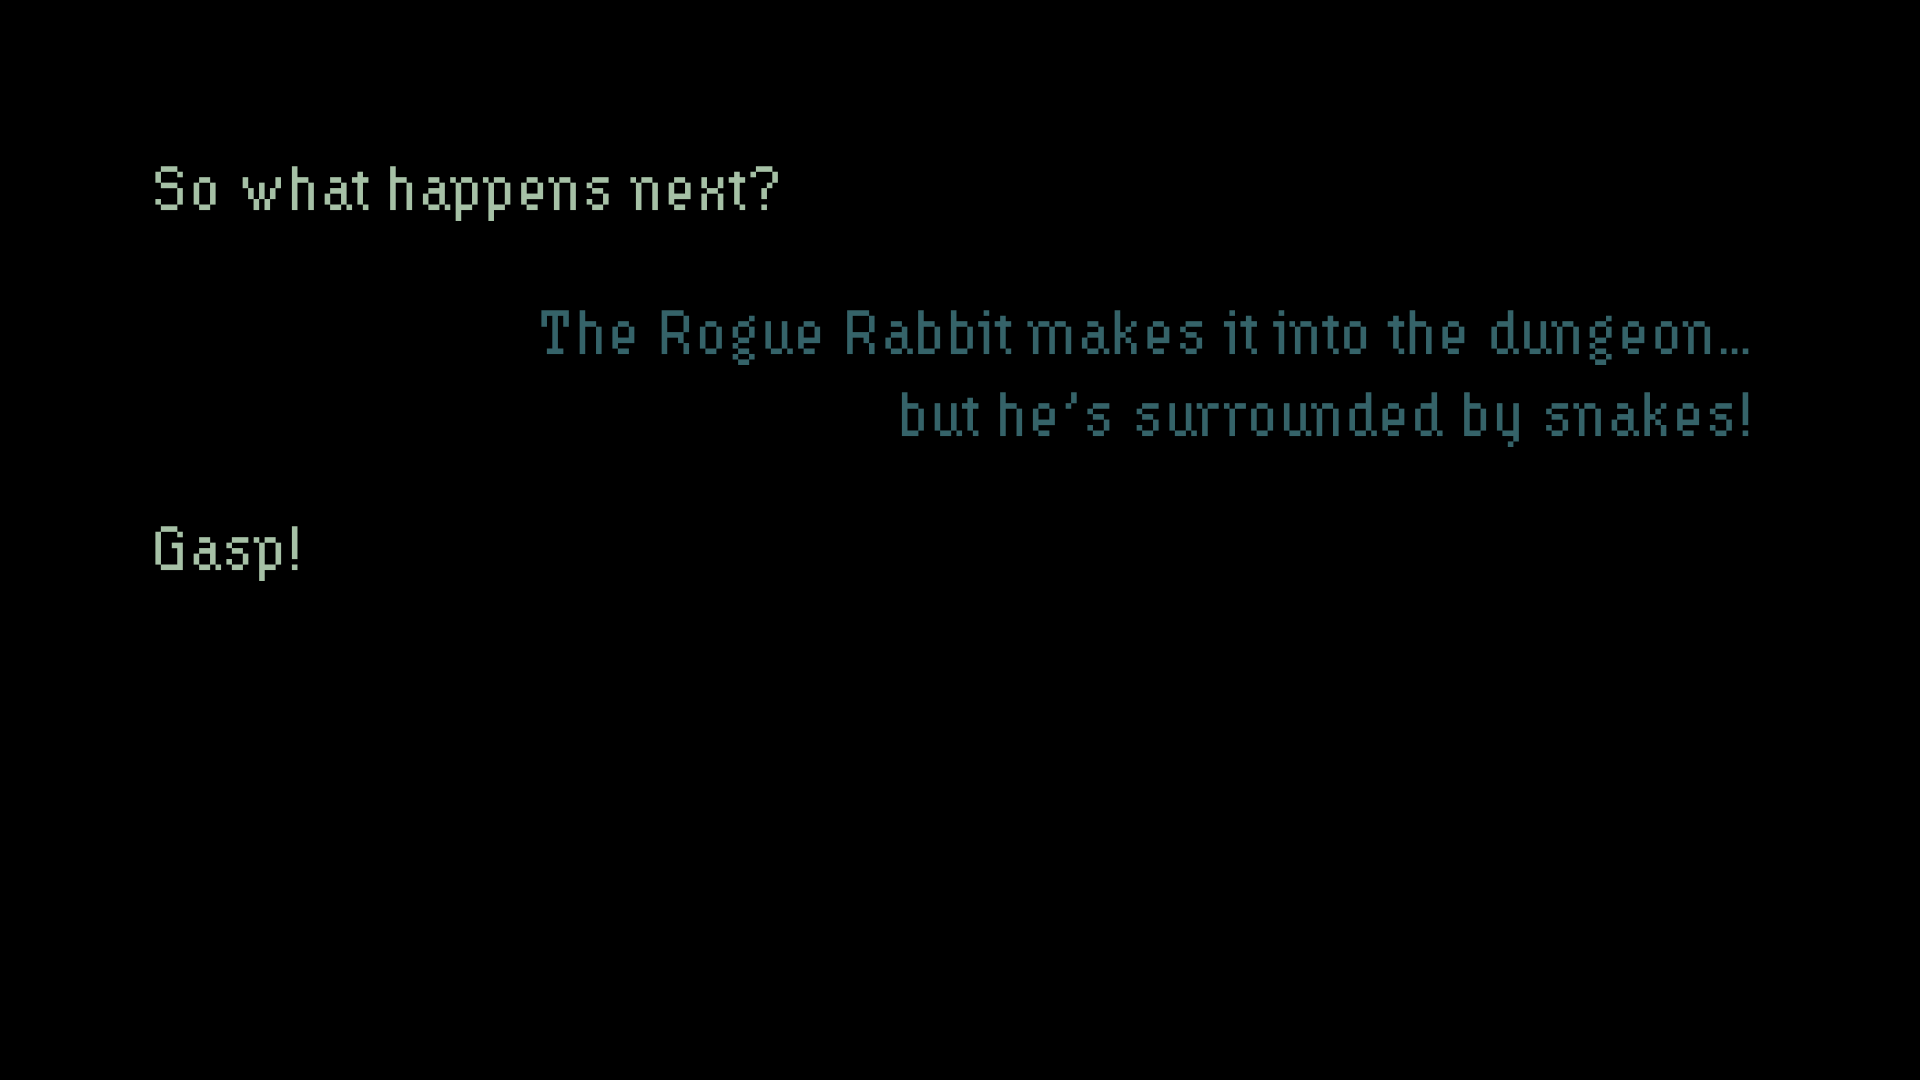 So what happens next?
The Rogue Rabbit makes it into the dungeon...
but he's surrounded by snakes!
Gasp!